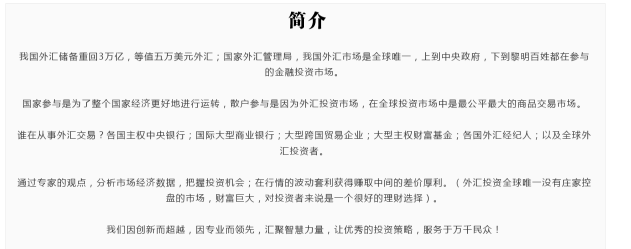 简介
我国外汇储备重回3万亿，等值五万美元外汇；国家外汇管理局，我国外汇市场是全球唯一，上到中央政府，下到黎明百姓都在参与
的金融投资市场。
国家参与是为了整个国家经济更好地进行运转，散户参与是因为外汇投资市场，在全球投资市场中是最公平最大的商品交易市场。
谁在从事外汇交易？各国主权中央银行；国际大型商业银行；大型跨国贸易企业；大型主权财富基金；各国外汇经纪人；以及全球外
汇投资者。
通过专家的观点，分析市场经济数据，把握投资机会；在行情的波动套利获得赚取中间的差价厚利。（外汇投资全球唯一没有庄家控
盘的市场，财富巨大，对投资者来说是一个很好的理财选择）。
我们因创新而超越，因专业而领先，汇聚智慧力量，让优秀的投资策略，服务于万千民众！